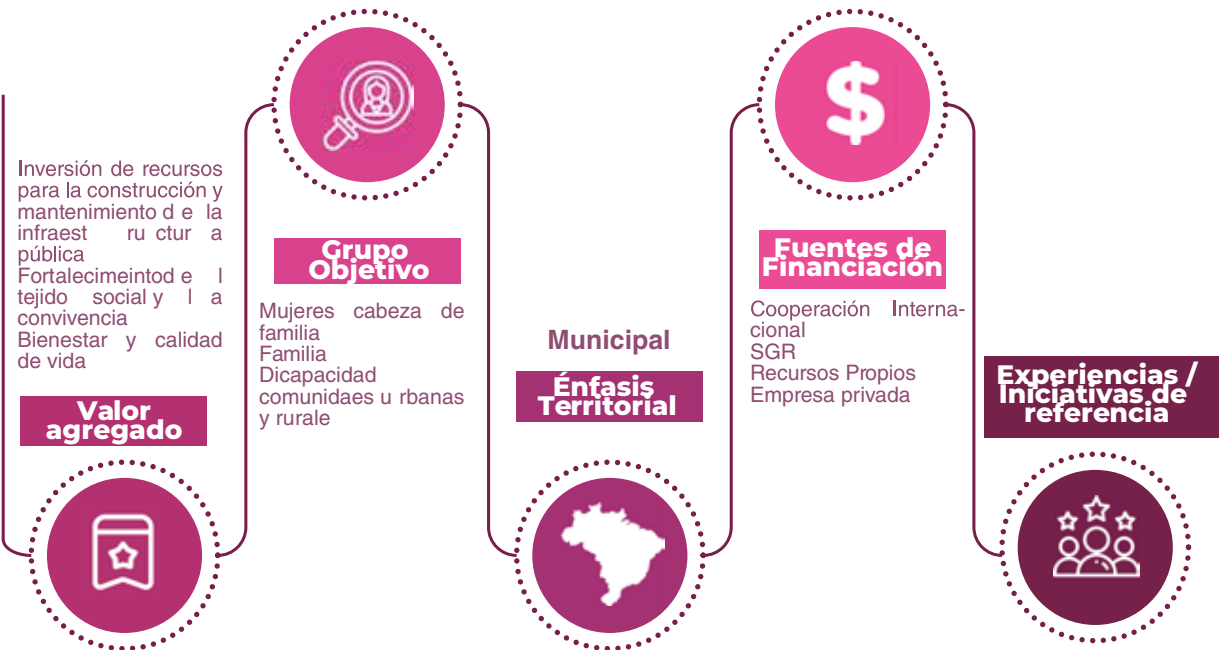 Inversión de recursos
para la construcción y
mantenimiento d e la
infraest ru ctur a
pública
Fortalecimeintod e l
tejido social y l a
convivencia
Bienestar y calidad
de vida
Valor
agregado
Grupo
Objetivo
Mujeres cabeza de
familia
Familia
Dicapacidad
comunidaes u rbanas
y rurale
Municipal
Énfasis
Territorial
$
Fuentes de
Financiación
Cooperación Interna-
cional
SGR
Recursos Propios
Empresa privada
Experiencias /
Iniciativas de
referencia